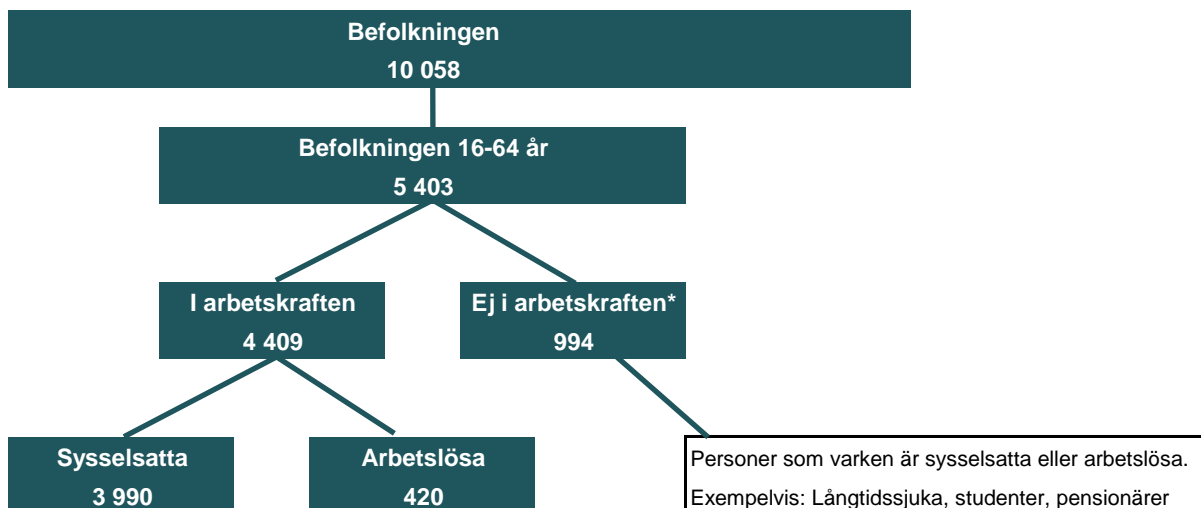 Befolkningen
10 058
Befolkningen 16-64 år
5 403
I arbetskraften
4 409
Ej i arbetskraften*
994
Sysselsatta
3 990
Arbetslösa
420
Personer som varken är sysselsatta eller arbetslösa.
Exempelvis: Långtidssjuka, studenter, pensionärer